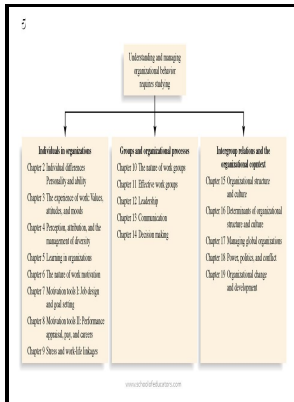 5
Understanding and managing
organizational behavior
requires studying
Individuals in organizations
Chapter 2 Individual differences
Personality and ability
Chapter 3 The experience of work: Values,
attitudes, and moods
Chapter 4 Perception, attribution, and the
management of diversity
Chapter 5 Learning in organizations
Chapter 6 The nature of work motivation
Chapter 7 Motivation tools I: Job design
and goal setting
Chapter 8 Motivation tools II: Performance
appraisal, pay, and careers
Chapter 9 Stress and work-life linkages
Groups and organizational processes
Chapter 10 The nature of work groups
Chapter 11 Effective work groups
Chapter 12 Leadership
Chapter 13 Communication
Chapter 14 Decision making
Intergroup relations and the
organizational context
Chapter 15 Organizational structure
and culture
Chapter 16 Determinants of organizational
structure and culture
Chapter 17 Managing global organizations
Chapter 18 Power, politics, and conflict
Chapter 19 Organizational change
and development
www.schoolofeducators.com